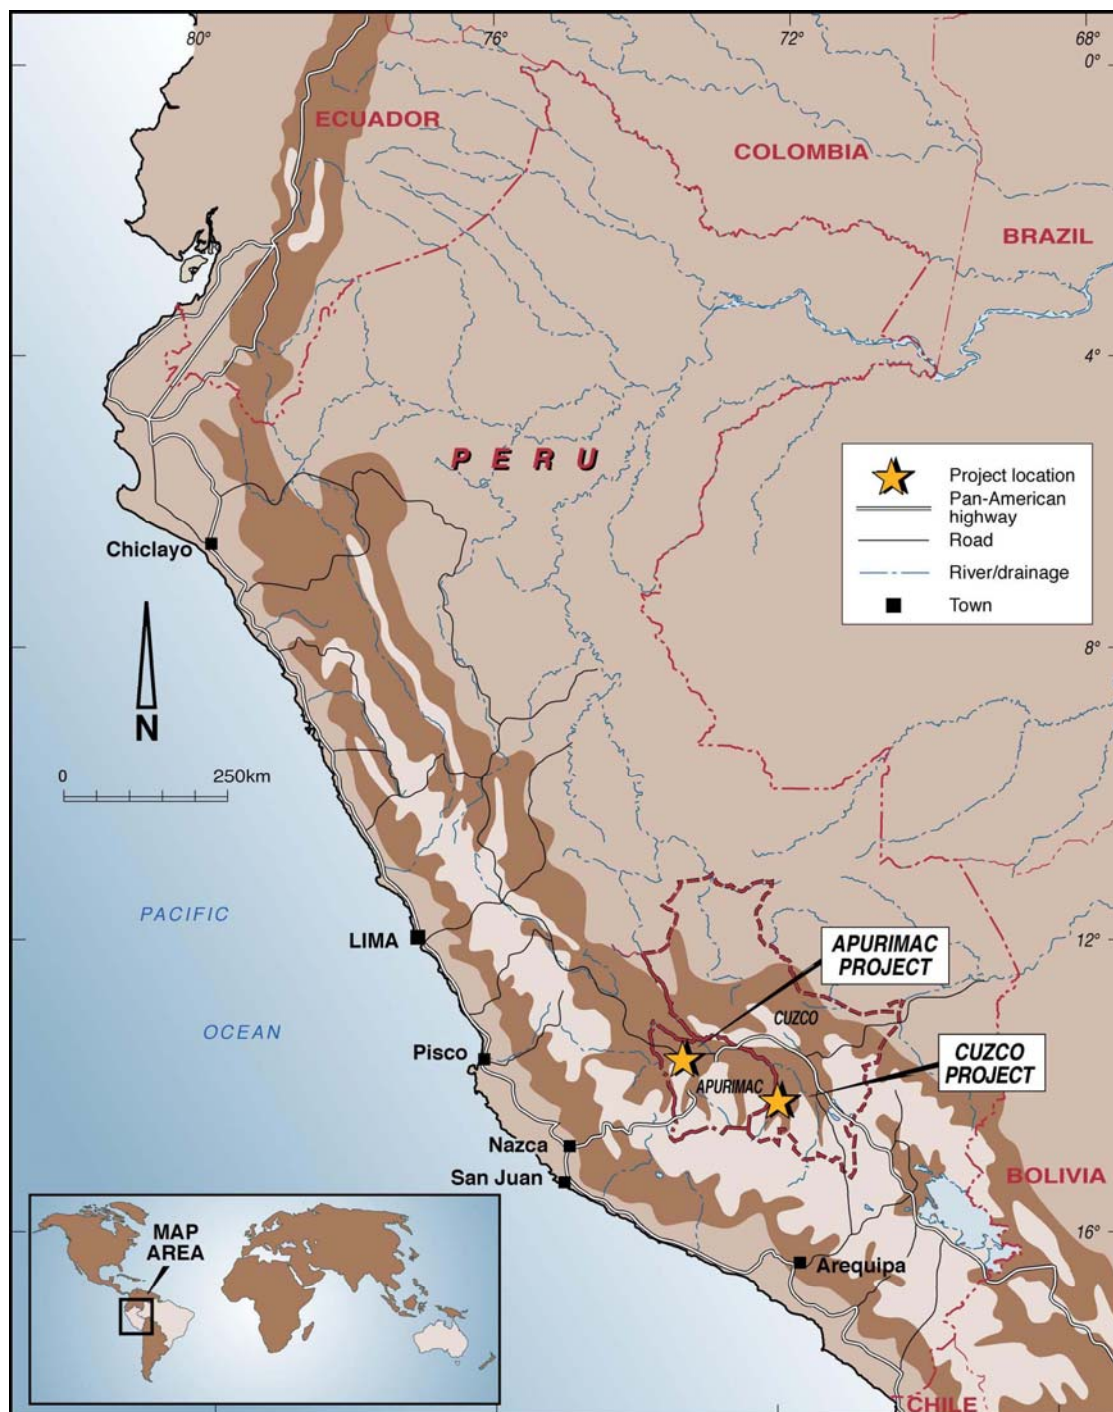 80°
76°
72°
68°
0°
ECUADOR
COLOMBIA
BRAZIL
4°
PERU
Project location
Pan-American
highway
Road
River/drainage
Town
Chiclayo
8°
N
0
250km
PACIFIC
OCEAN
LIMA
12°
APURIMAC
PROJECT
CUZCO
Pisco
CUZCO
PROJECT
APURIMAC
Nazca
San Juan
BOLIVIA
MAP
AREA
16°
Arequipa
CHILE